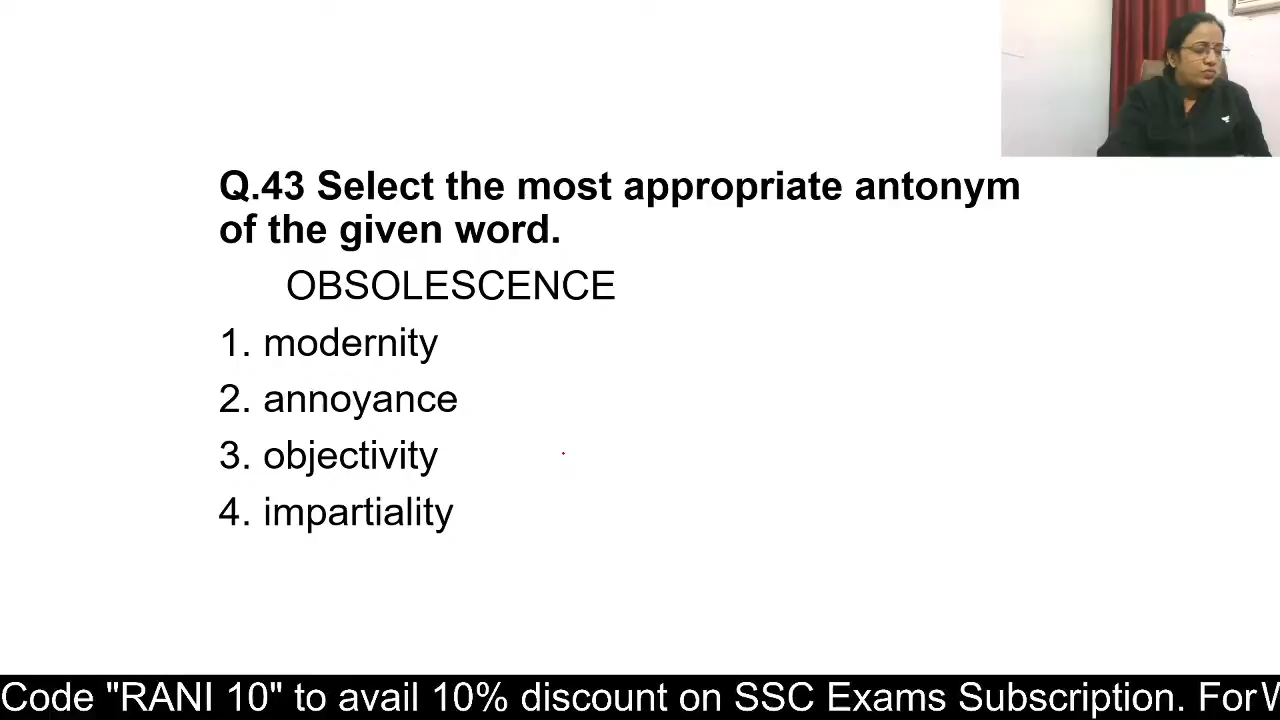 Q.43 Select the most appropriate antonym
of the given word.
OBSOLESCENCE
1. modernity
2. annoyance
3. objectivity
4. impartiality
Code "RANI 10" to avail 10% discount on SSC Exams Subscription. For W